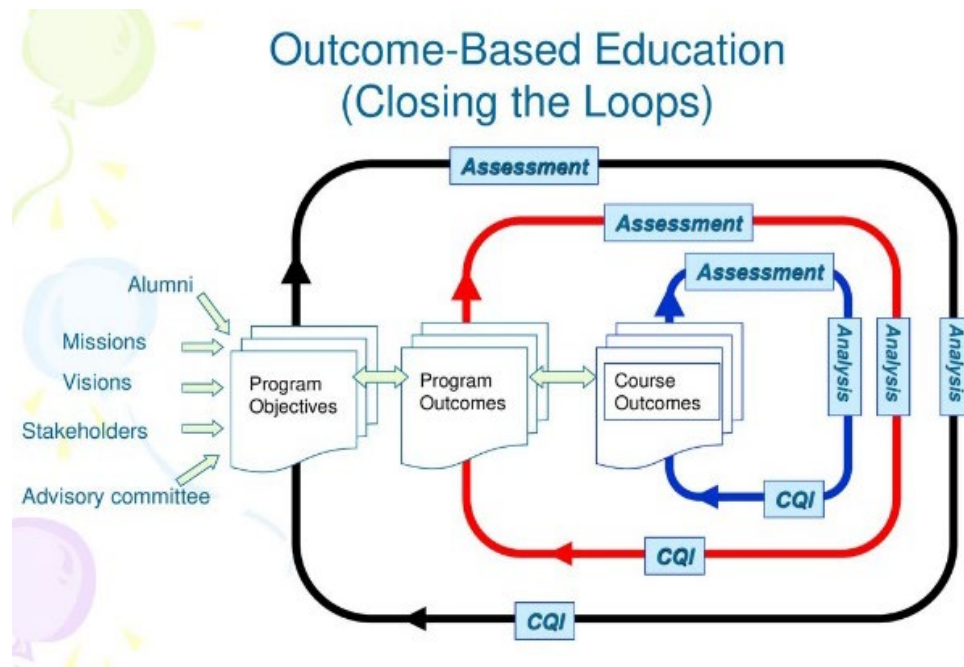 Outcome-Based Education
(Closing the Loops)
Assessment
Assessment
Assessment
Alumni
Missions
Visions
Stakeholders
Advisory committee
Program
Objectives
Program
Outcomes
Course
Outcomes
Analysis
Analysis
Analysis
CQI
CQI
CQI